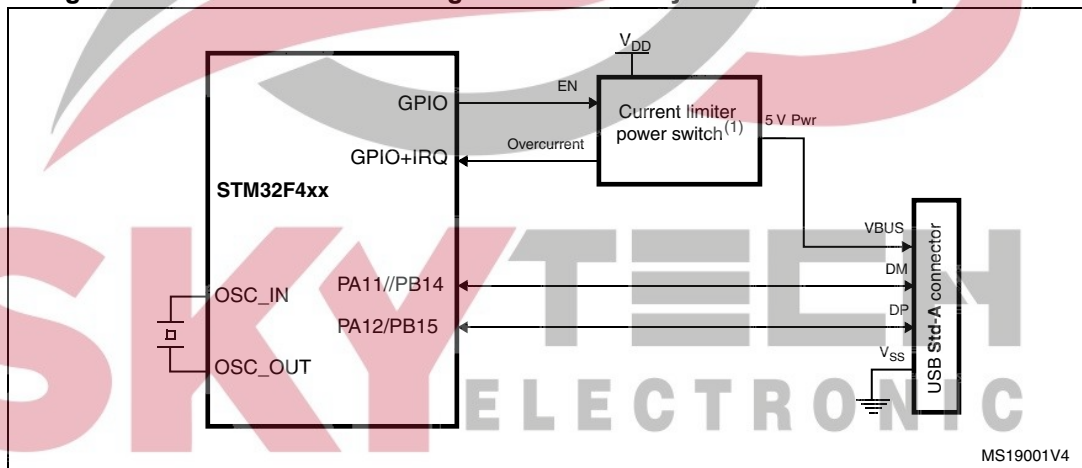 V_DD
EN
GPIO
Current limiter
power switch(1)
5 V Pwr
Overcurrent
GPIO+IRQ
STM32F4xx
VBUS
DM
OSC_IN
PA11//PB14
DP
PA12/PB15
V_SS
OSC_OUT
USB Std-A connector
SKYTECH
ELECTRONIC
MS19001V4